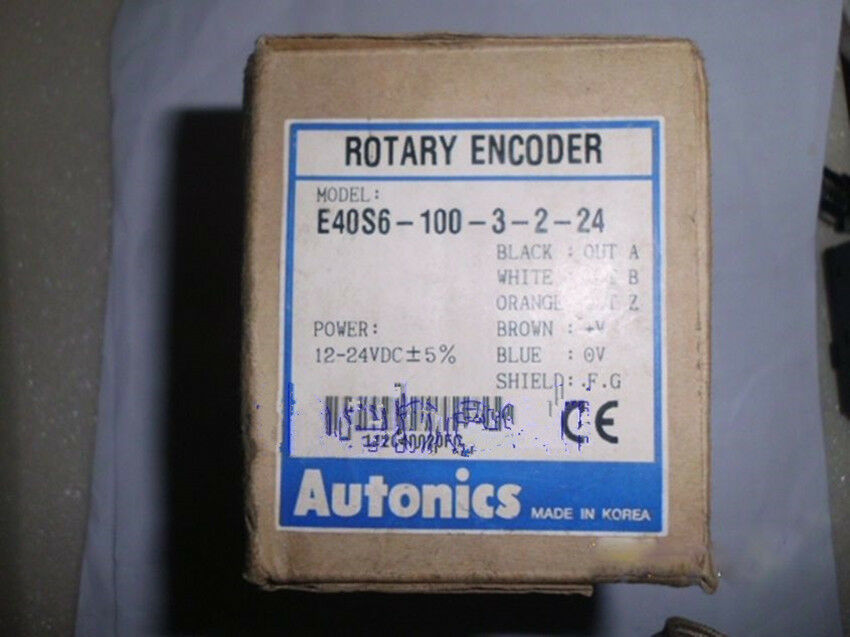 ROTARY ENCODER
MODEL:
E40S6-100-3-2-24
BLACK : OUT A
WHITE : B
ORANGE Z
POWER:
BROWN : +V
12-24VDC±5%
BLUE : 0V
SHIELD: F.G
CE
Autonics
MADE IN KOREA